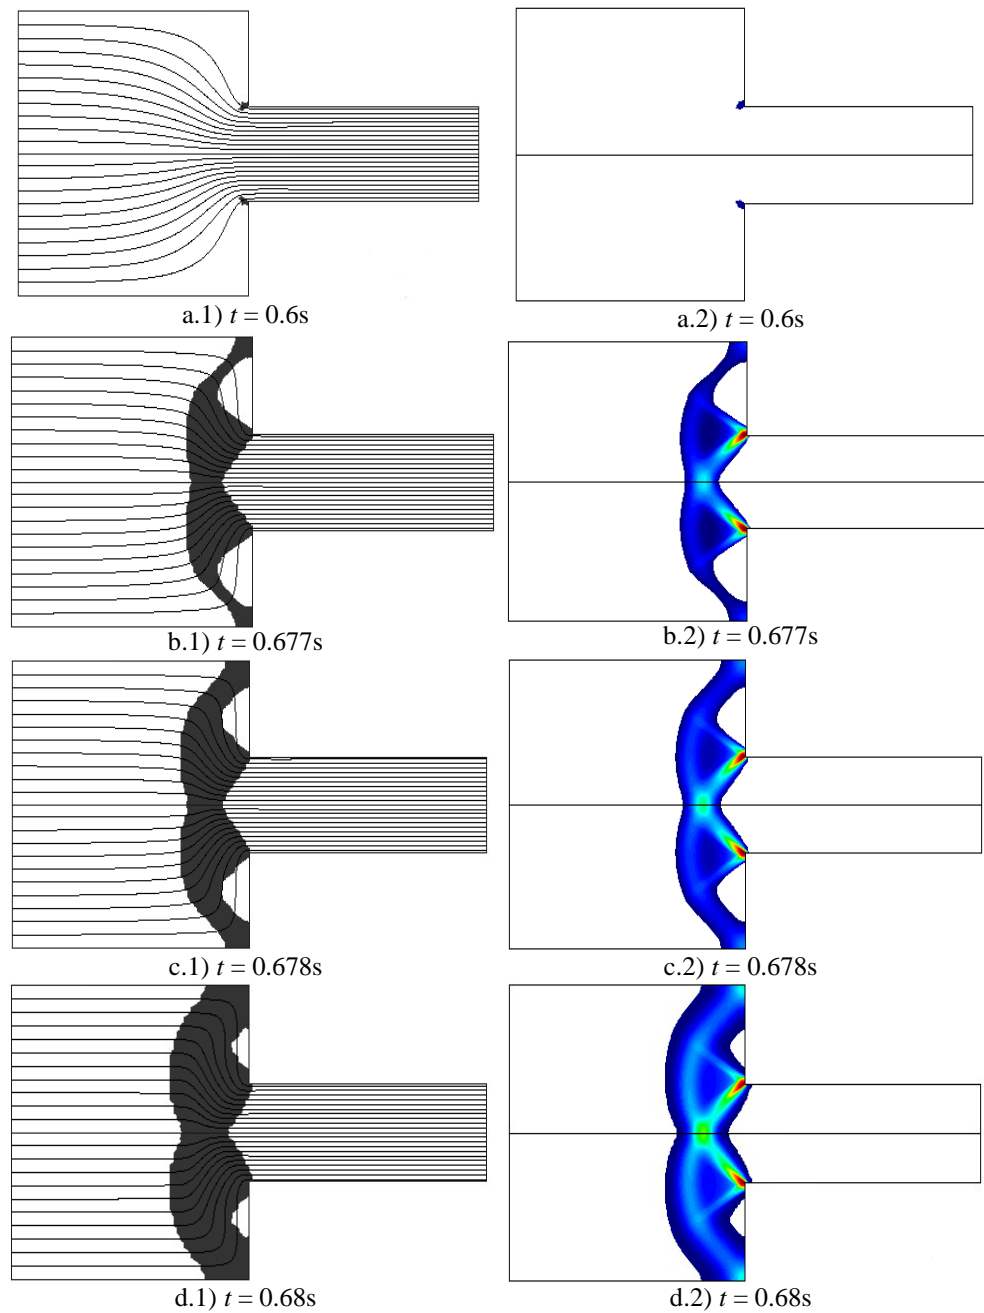 a.1) t = 0.6s
a.2) t = 0.6s
b.1) t = 0.677s
b.2) t = 0.677s
c.1) t = 0.678s
c.2) t = 0.678s
d.1) t = 0.68s
d.2) t = 0.68s